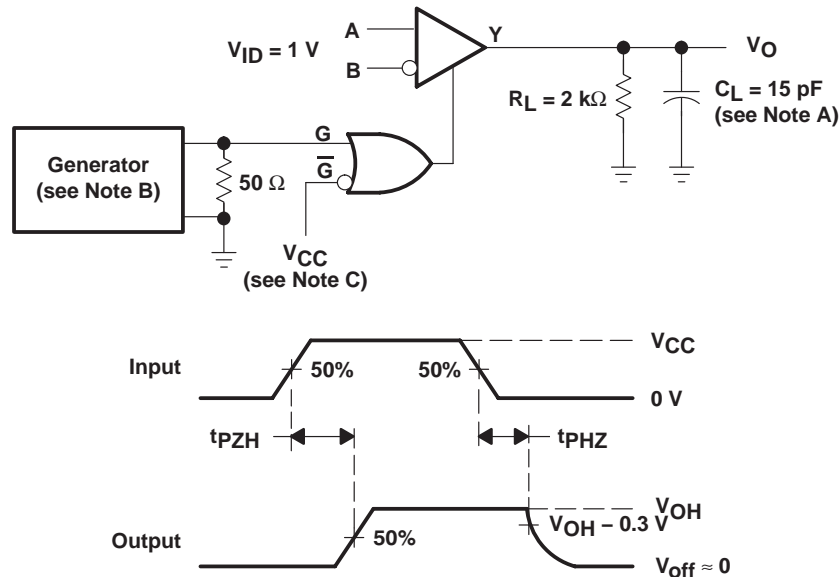 A
Y
V_O
V_ID = 1 V
B
R_L = 2 kΩ
C_L = 15 pF
(see Note A)
Generator
(see Note B)
50 Ω
G
G̅
V_CC
(see Note C)
Input
50%
50%
V_CC
0 V
t_PZH
t_PHZ
Output
50%
V_OH
V_OH – 0.3 V
V_off ≈ 0